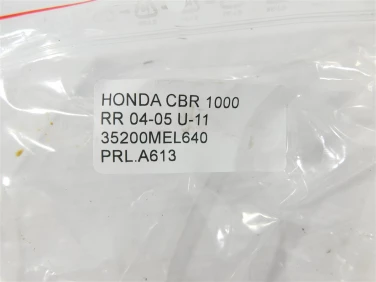 HONDA CBR 1000
RR 04-05 U-11
35200MEL640
PRL.A613